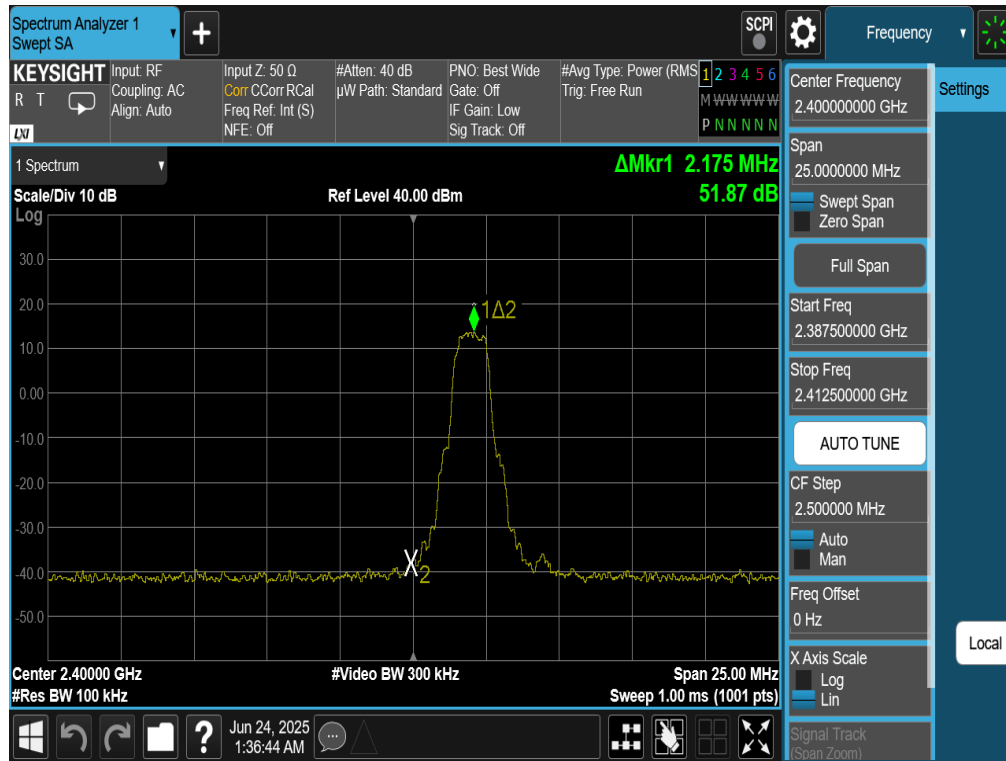 Spectrum Analyzer 1
Swept SA
+
SCPI
Frequency
KEYSIGHT
R T
LXI
Input: RF
Coupling: AC
Align: Auto
Input Z: 50 Ω
Corr CCorr RCal
Freq Ref: Int (S)
NFE: Off
#Atten: 40 dB
µW Path: Standard
PNO: Best Wide
Gate: Off
IF Gain: Low
Sig Track: Off
#Avg Type: Power (RMS
Trig: Free Run
1 2 3 4 5 6
M W W W W W
P N N N N N
1 Spectrum
ΔMkr1 2.175 MHz
51.87 dB
Scale/Div 10 dB
Ref Level 40.00 dBm
Log
30.0
20.0
10.0
0.00
-10.0
-20.0
-30.0
-40.0
-50.0
1Δ2
2
Center 2.40000 GHz
#Video BW 300 kHz
Span 25.00 MHz
#Res BW 100 kHz
Sweep 1.00 ms (1001 pts)
Center Frequency
2.400000000 GHz
Span
25.0000000 MHz
Swept Span
Zero Span
Full Span
Start Freq
2.387500000 GHz
Stop Freq
2.412500000 GHz
AUTO TUNE
CF Step
2.500000 MHz
Auto
Man
Freq Offset
0 Hz
X Axis Scale
Log
Lin
Signal Track
(Span Zoom)
Settings
Local
?
Jun 24, 2025
1:36:44 AM